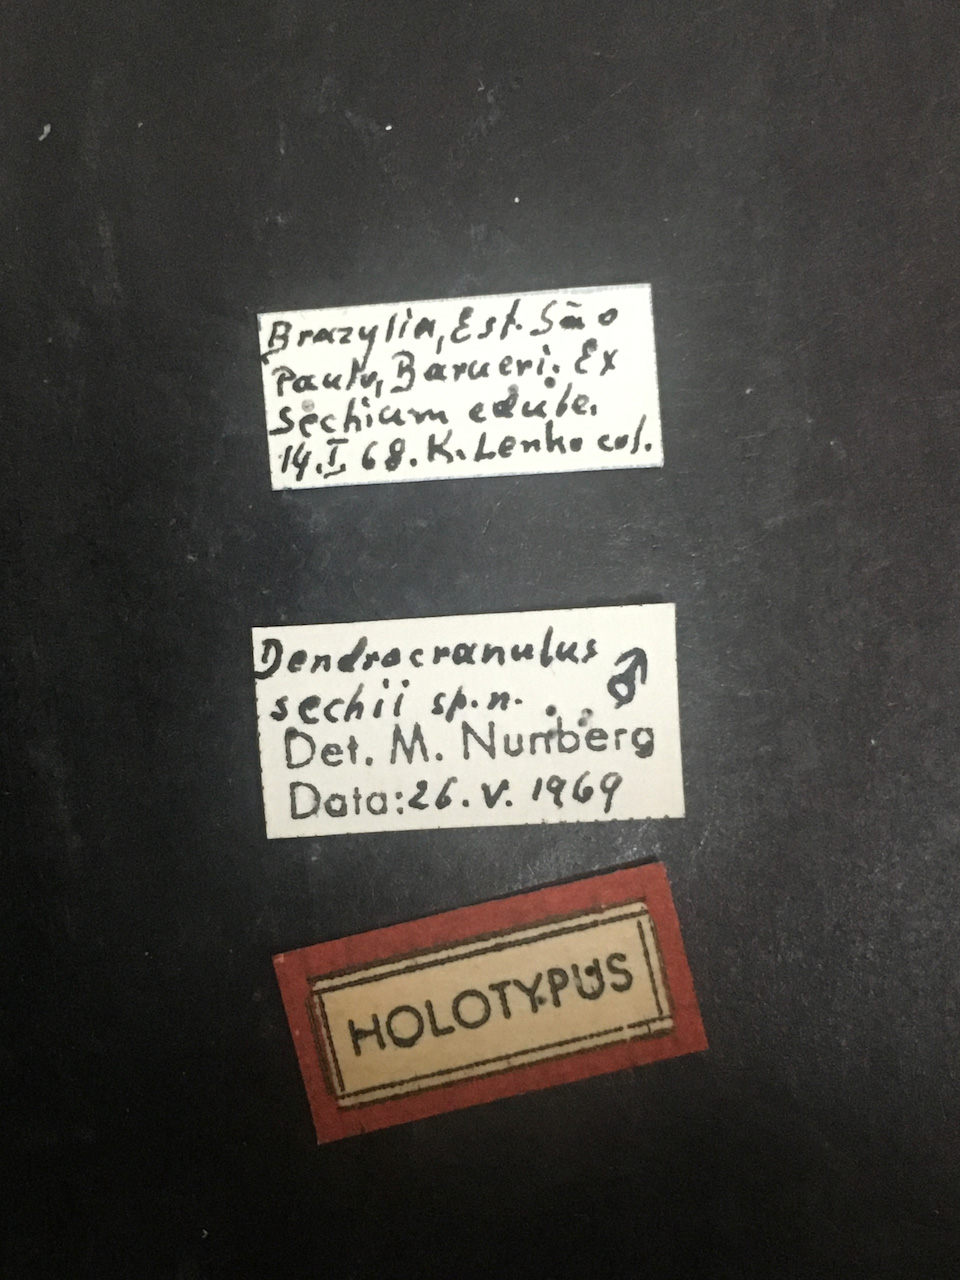 Brazylia, Est. São
Paulo, Barueri. Ex
Sechium edule.
14.I 68. K. Lenko col.
Dendrocranulus
sechii sp.n. ♂
Det. M. Nunberg
Data: 26. V. 1969
HOLOTYPUS